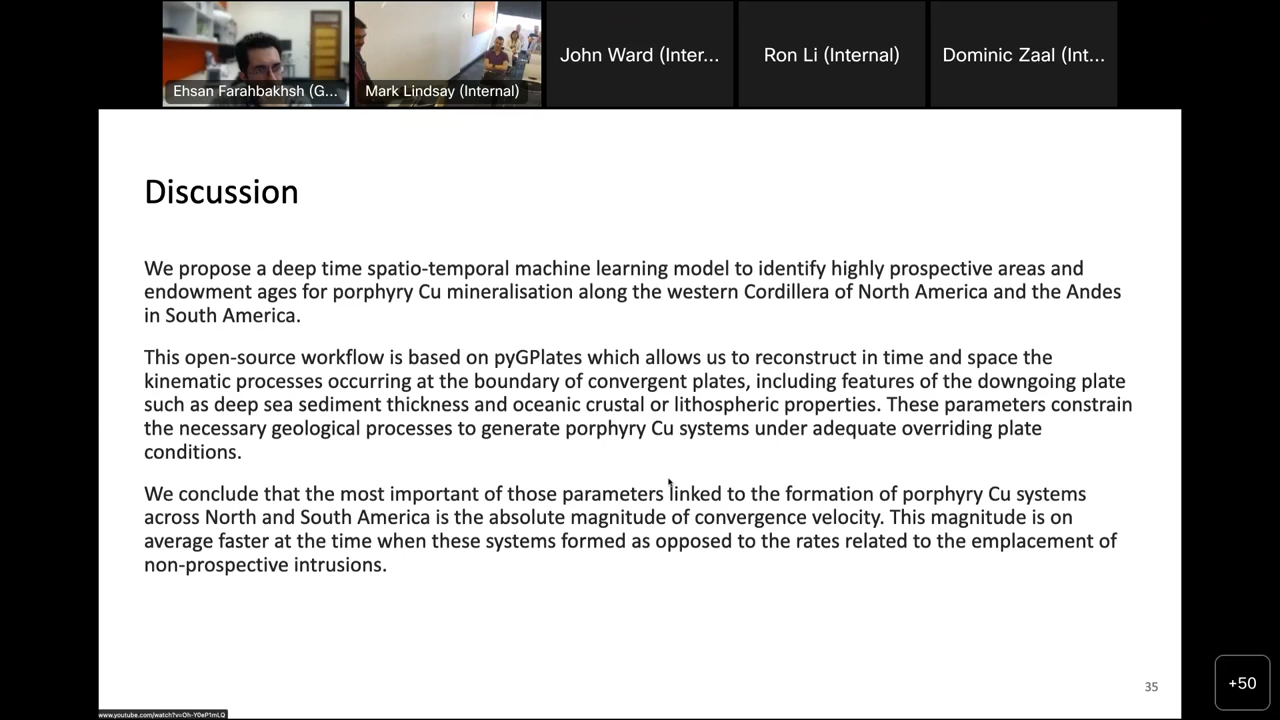 Ehsan Farahbakhsh (G...
Mark Lindsay (Internal)
John Ward (Inter...
Ron Li (Internal)
Dominic Zaal (Int...
Discussion
We propose a deep time spatio-temporal machine learning model to identify highly prospective areas and
endowment ages for porphyry Cu mineralisation along the western Cordillera of North America and the Andes
in South America.
This open-source workflow is based on pyGPlates which allows us to reconstruct in time and space the
kinematic processes occurring at the boundary of convergent plates, including features of the downgoing plate
such as deep sea sediment thickness and oceanic crustal or lithospheric properties. These parameters constrain
the necessary geological processes to generate porphyry Cu systems under adequate overriding plate
conditions.
We conclude that the most important of those parameters linked to the formation of porphyry Cu systems
across North and South America is the absolute magnitude of convergence velocity. This magnitude is on
average faster at the time when these systems formed as opposed to the rates related to the emplacement of
non-prospective intrusions.
35
+50
www.youtube.com/watch?v=Oh-Y0eP1mLQ